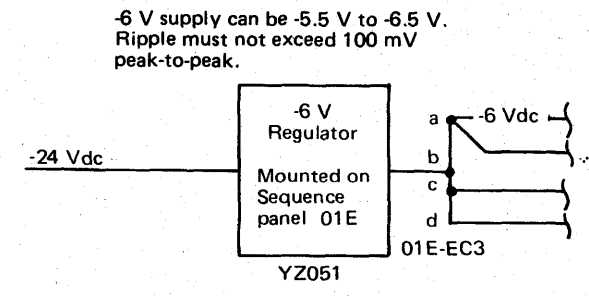 -6 V supply can be -5.5 V to -6.5 V.
Ripple must not exceed 100 mV
peak-to-peak.
-6 V
Regulator
Mounted on
Sequence
panel 01E
-24 Vdc
a
-6 Vdc
b
c
d
01E-EC3
YZ051